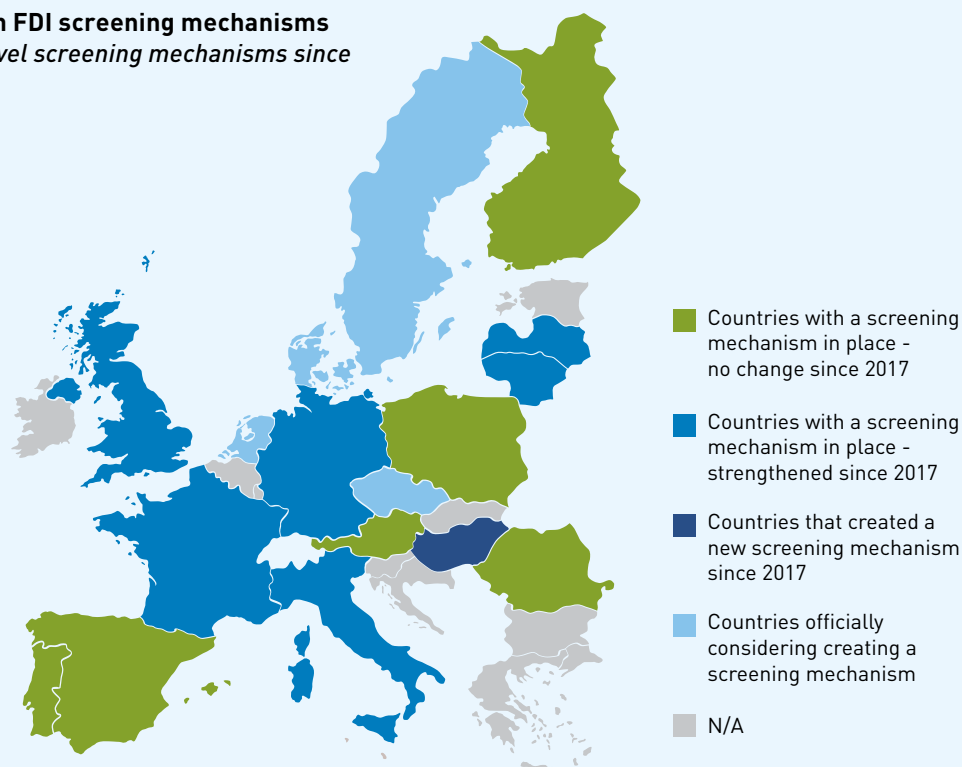 FDI screening mechanisms
screening mechanisms since
Countries with a screening
mechanism in place -
no change since 2017
Countries with a screening
mechanism in place -
strengthened since 2017
Countries that created a
new screening mechanism
since 2017
Countries officially
considering creating a
screening mechanism
N/A